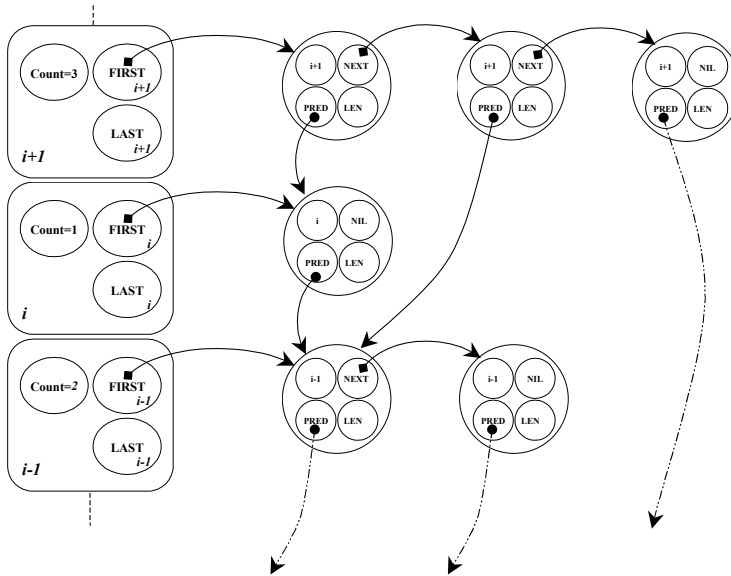 Count=3
FIRST i+1
LAST i+1
i+1
i+1 NEXT
PRED LEN
i+1 NEXT
PRED LEN
i+1 NIL
PRED LEN
Count=1
FIRST i
LAST i
i
i NIL
PRED LEN
Count=2
FIRST i-1
LAST i-1
i-1
i-1 NEXT
PRED LEN
i-1 NIL
PRED LEN